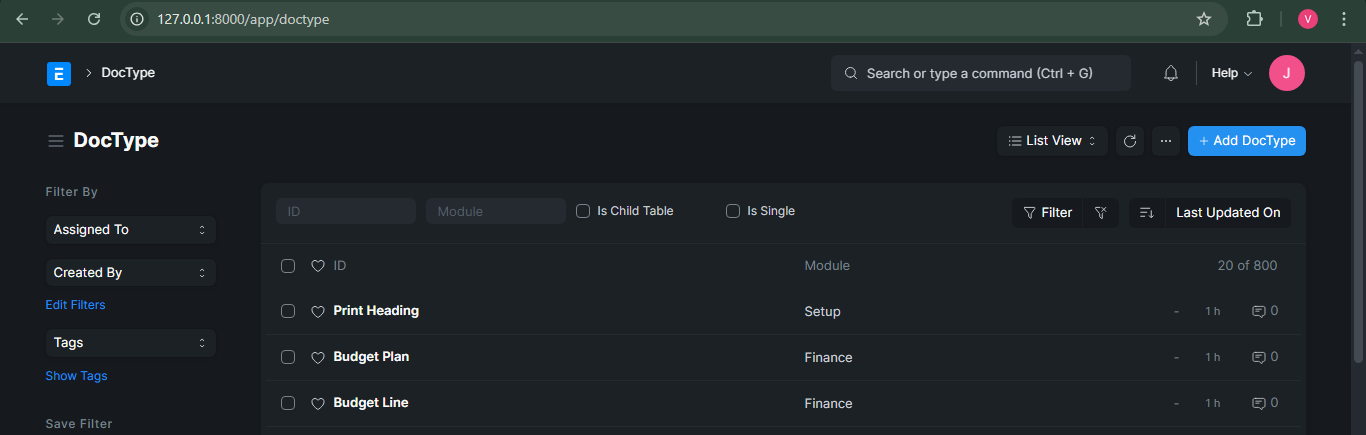 127.0.0.1:8000/app/doctype
V
E
DocType
Search or type a command (Ctrl + G)
Help
J
DocType
List View
...
+ Add DocType
Filter By
Assigned To
Created By
Edit Filters
Tags
Show Tags
Save Filter
ID
Module
Is Child Table
Is Single
Filter
Last Updated On
ID Module 20 of 800
Print Heading Setup - 1 h 0
Budget Plan Finance - 1 h 0
Budget Line Finance - 1 h 0